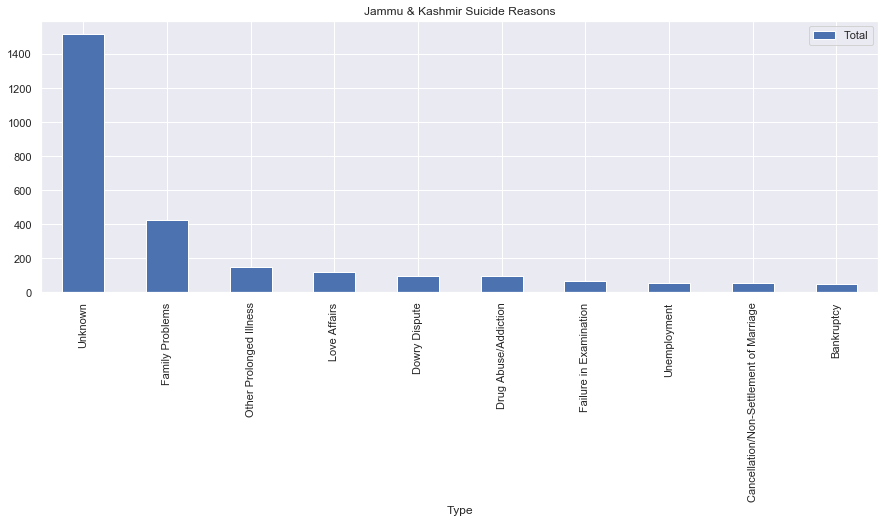 Jammu & Kashmir Suicide Reasons
Total
1400
1200
1000
800
600
400
200
0
Unknown
Family Problems
Other Prolonged Illness
Love Affairs
Dowry Dispute
Drug Abuse/Addiction
Failure in Examination
Unemployment
Cancellation/Non-Settlement of Marriage
Bankruptcy
Type